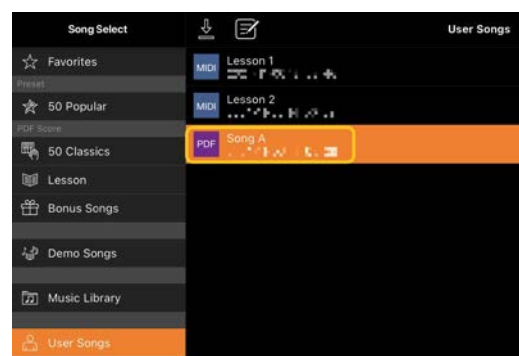 Song Select
Favorites
Preset
50 Popular
PDF Score
50 Classics
Lesson
Bonus Songs
Demo Songs
Music Library
User Songs
User Songs
MIDI
Lesson 1
MIDI
Lesson 2
PDF
Song A